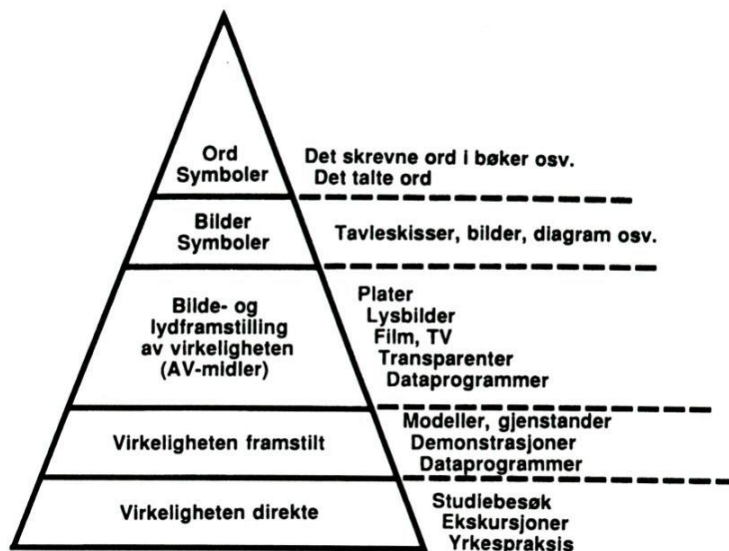 Ord
Symboler
Det skrevne ord i bøker osv.
Det talte ord
Bilder
Symboler
Tavleskisser, bilder, diagram osv.
Bilde- og
lydframstilling
av virkeligheten
(AV-midler)
Plater
Lysbilder
Film, TV
Transparenter
Dataprogrammer
Virkeligheten framstilt
Modeller, gjenstander
Demonstrasjoner
Dataprogrammer
Virkeligheten direkte
Studiebesøk
Ekskursjoner
Yrkespraksis